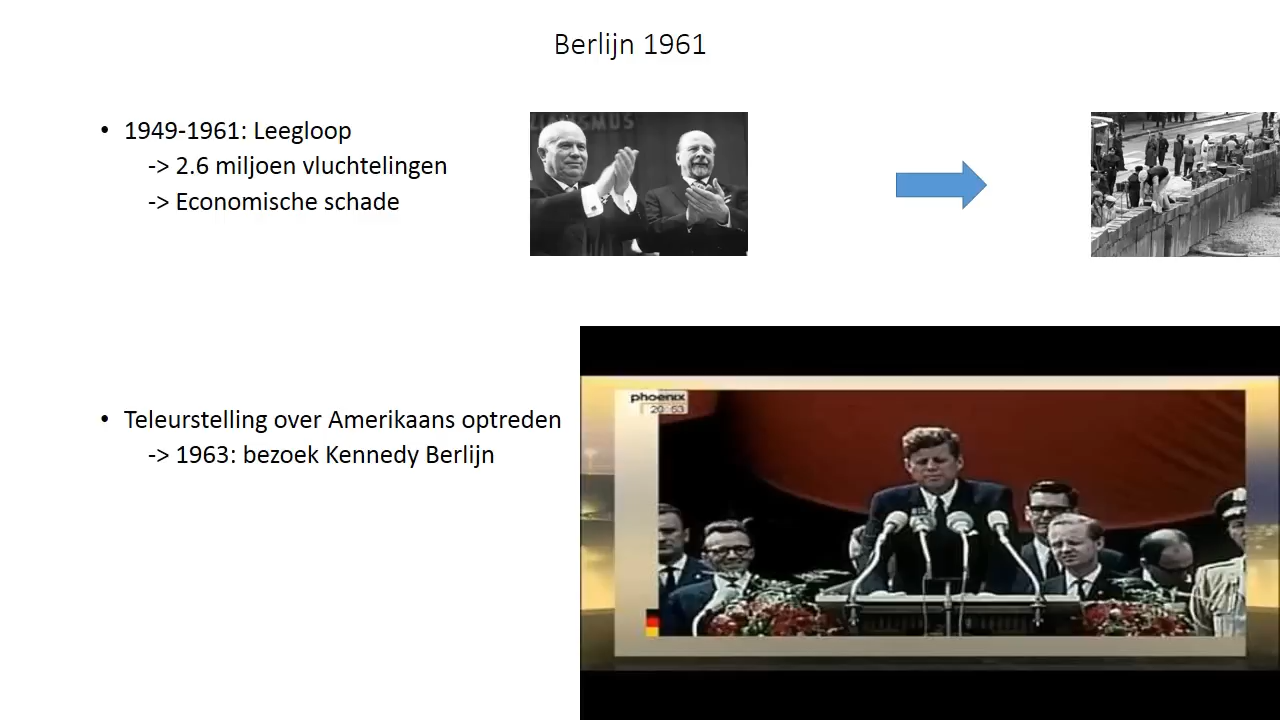 Berlijn 1961
• 1949-1961: Leegloop
-> 2.6 miljoen vluchtelingen
-> Economische schade
• Teleurstelling over Amerikaans optreden
-> 1963: bezoek Kennedy Berlijn
phoenix
20:53